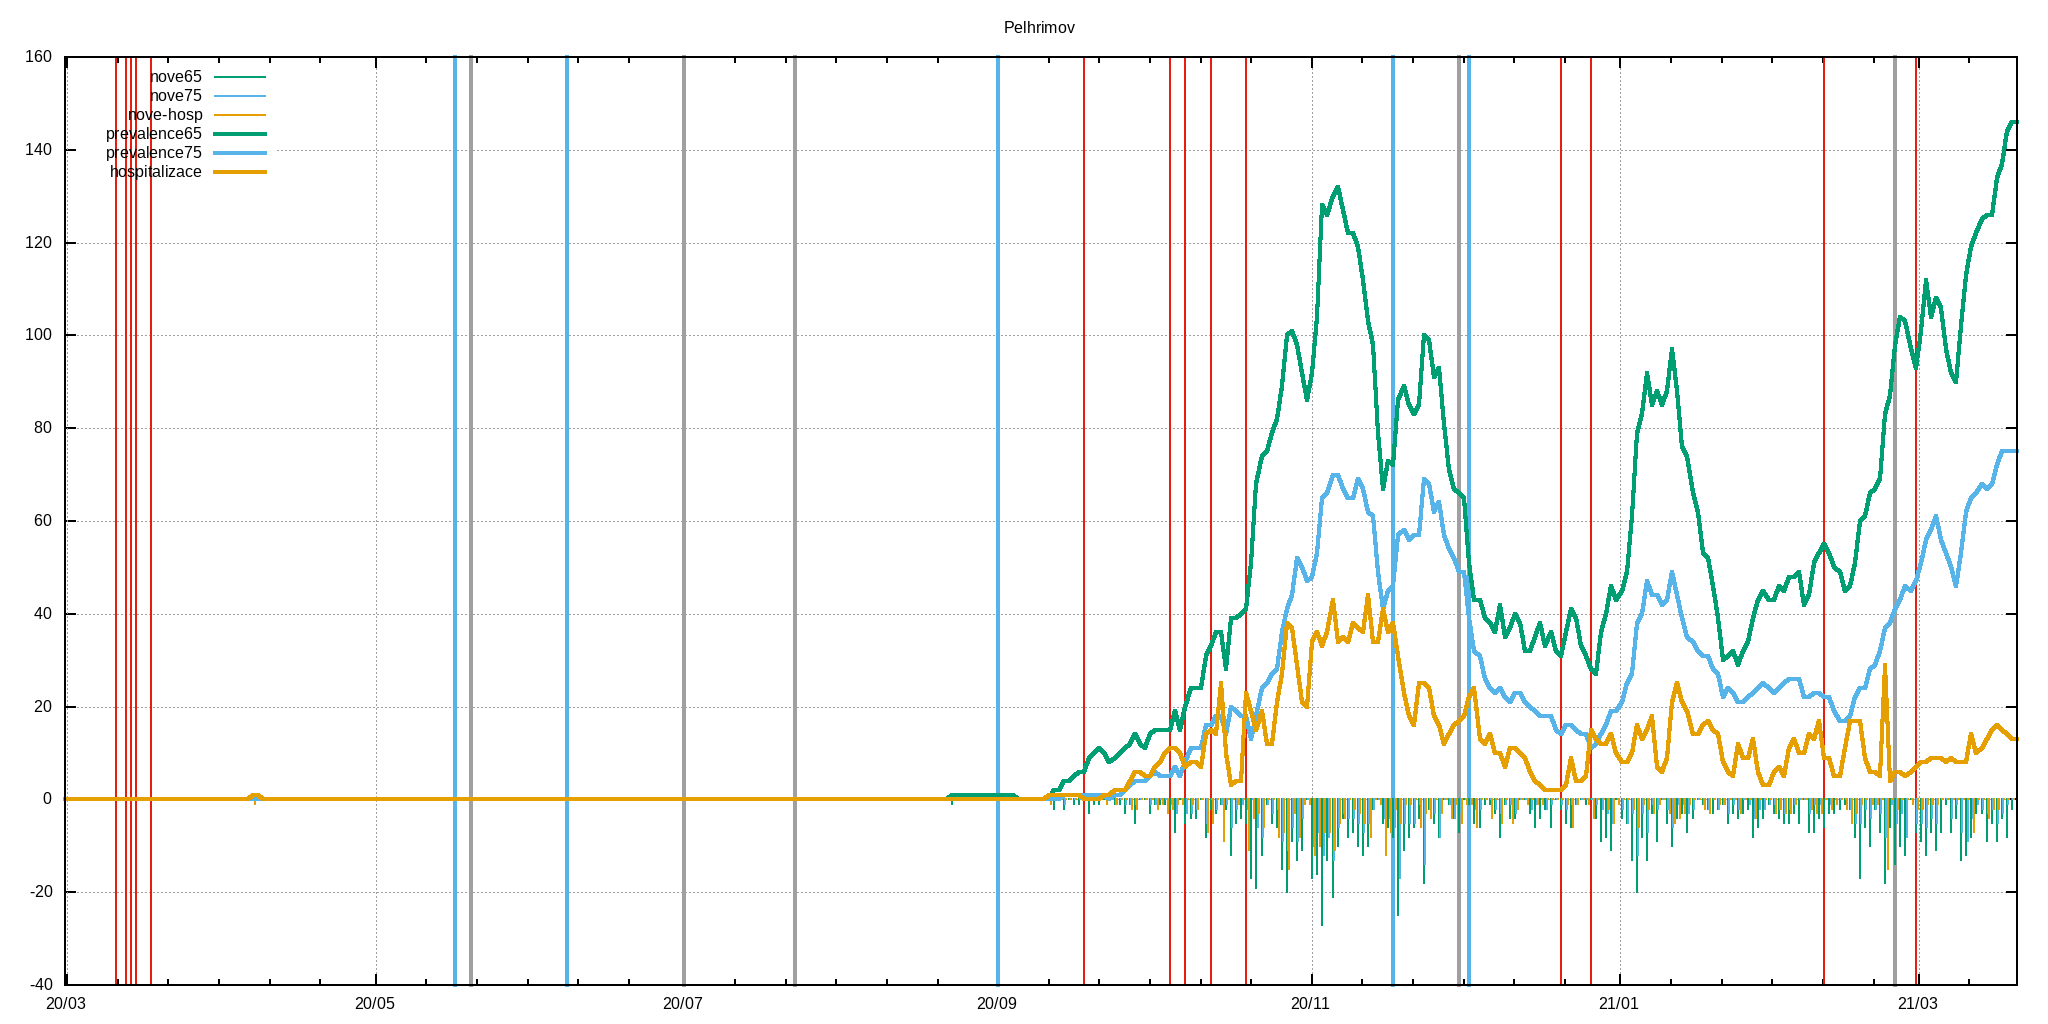 Pelhrimov
160
140
120
100
80
60
40
20
0
-20
-40
nove65
nove75
nove-hosp
prevalence65
prevalence75
hospitalizace
20/03 20/05 20/07 20/09 20/11 21/01 21/03